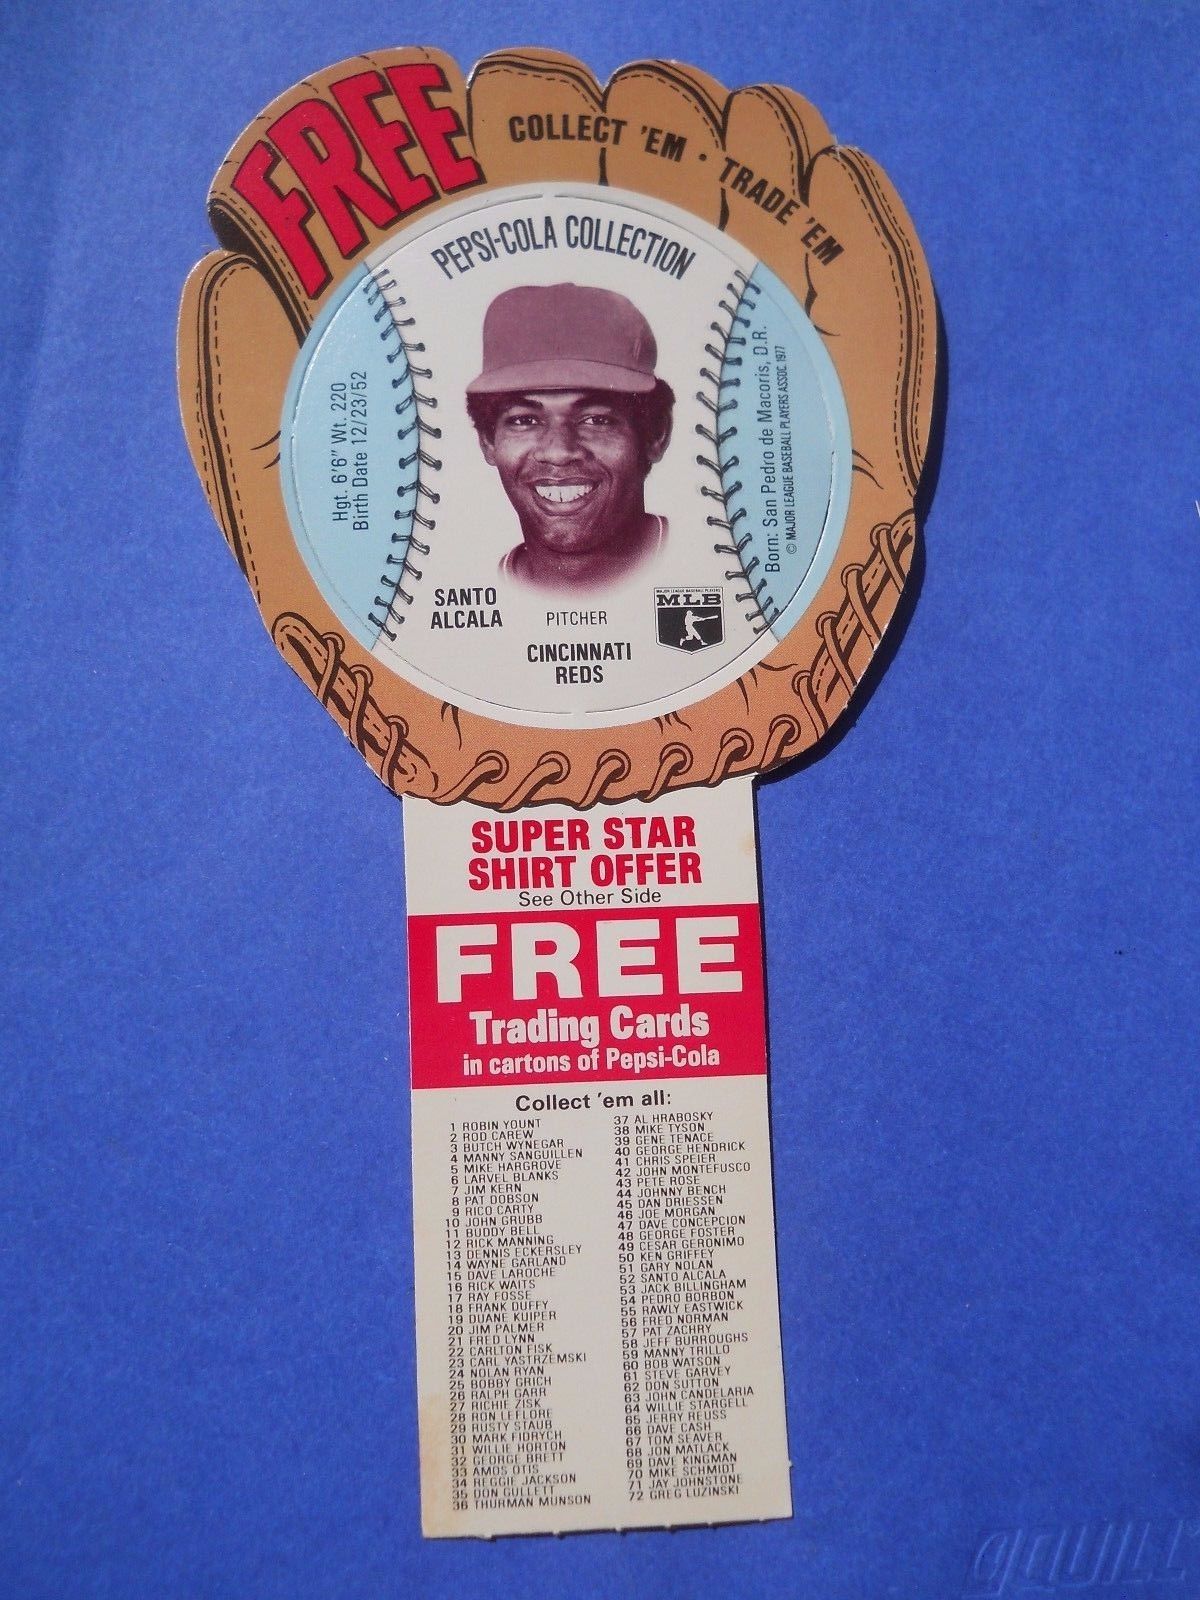 FREE
COLLECT 'EM · TRADE 'EM
PEPSI-COLA COLLECTION
Hgt. 6'6" Wt. 220
Birth Date 12/23/52
Born: San Pedro de Macoris, D.R.
© MAJOR LEAGUE BASEBALL PLAYERS ASSOC. 1977
SANTO
ALCALA
PITCHER
MAJOR LEAGUE BASEBALL PLAYERS
MLB
CINCINNATI
REDS
SUPER STAR
SHIRT OFFER
See Other Side
FREE
Trading Cards
in cartons of Pepsi-Cola
Collect 'em all:
1 ROBIN YOUNT
2 ROD CAREW
3 BUTCH WYNEGAR
4 MANNY SANGUILLEN
5 MIKE HARGROVE
6 LARVEL BLANKS
7 JIM KERN
8 PAT DOBSON
9 RICO CARTY
10 JOHN GRUBB
11 BUDDY BELL
12 RICK MANNING
13 DENNIS ECKERSLEY
14 WAYNE GARLAND
15 DAVE LAROCHE
16 RICK WAITS
17 RAY FOSSE
18 FRANK DUFFY
19 DUANE KUIPER
20 JIM PALMER
21 FRED LYNN
22 CARLTON FISK
23 CARL YASTRZEMSKI
24 NOLAN RYAN
25 BOBBY GRICH
26 RALPH GARR
27 RICHIE ZISK
28 RON LEFLORE
29 RUSTY STAUB
30 MARK FIDRYCH
31 WILLIE HORTON
32 GEORGE BRETT
33 AMOS OTIS
34 REGGIE JACKSON
35 DON GULLETT
36 THURMAN MUNSON
37 AL HRABOSKY
38 MIKE TYSON
39 GENE TENACE
40 GEORGE HENDRICK
41 CHRIS SPEIER
42 JOHN MONTEFUSCO
43 PETE ROSE
44 JOHNNY BENCH
45 DAN DRIESSEN
46 JOE MORGAN
47 DAVE CONCEPCION
48 GEORGE FOSTER
49 CESAR GERONIMO
50 KEN GRIFFEY
51 GARY NOLAN
52 SANTO ALCALA
53 JACK BILLINGHAM
54 PEDRO BORBON
55 RAWLY EASTWICK
56 FRED NORMAN
57 PAT ZACHRY
58 JEFF BURROUGHS
59 MANNY TRILLO
60 BOB WATSON
61 STEVE GARVEY
62 DON SUTTON
63 JOHN CANDELARIA
64 WILLIE STARGELL
65 JERRY REUSS
66 DAVE CASH
67 TOM SEAVER
68 JON MATLACK
69 DAVE KINGMAN
70 MIKE SCHMIDT
71 JAY JOHNSTONE
72 GREG LUZINSKI